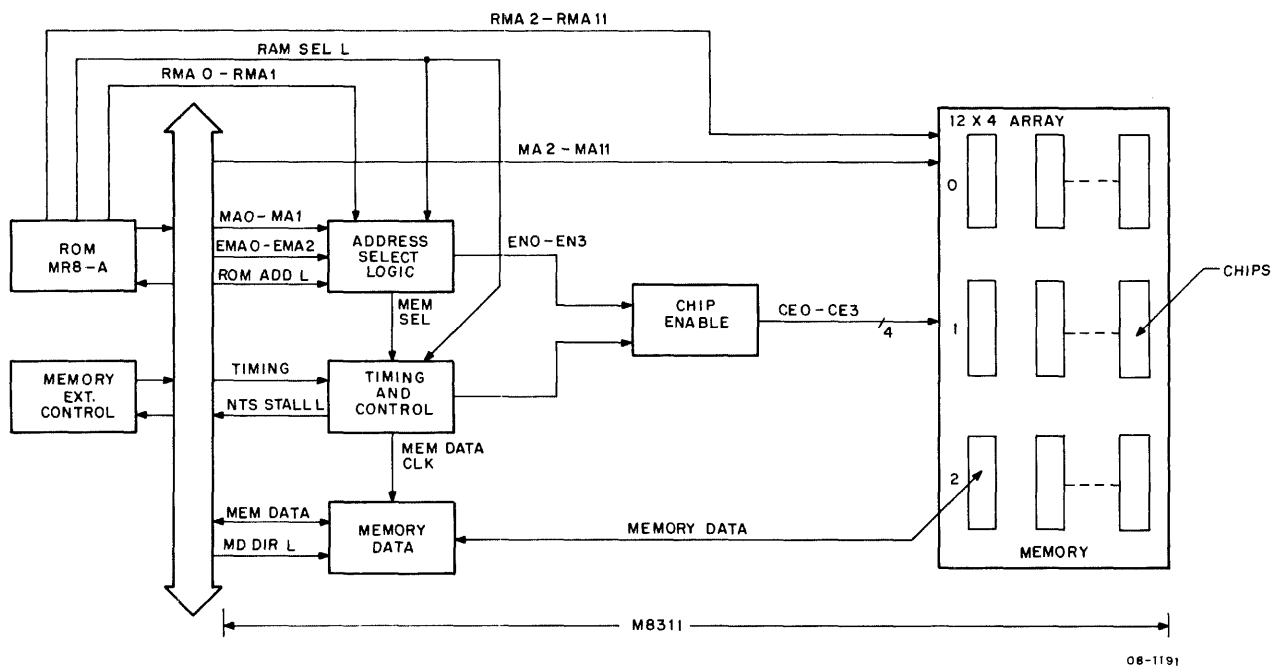 RMA 2-RMA 11
RAM SEL L
RMA 0-RMA1
12 X 4 ARRAY
MA2-MA11
0
MA0-MA1
EMA0-EMA2
ROM ADD L
ROM
MR8-A
ADDRESS
SELECT
LOGIC
EN0-EN3
MEM
SEL
CHIP
ENABLE
CE0-CE3
4
1
CHIPS
MEMORY
EXT.
CONTROL
TIMING
NTS STALL L
TIMING
AND
CONTROL
MEM DATA
CLK
MEM DATA
MD DIR L
MEMORY
DATA
MEMORY DATA
2
MEMORY
M8311
08-1191